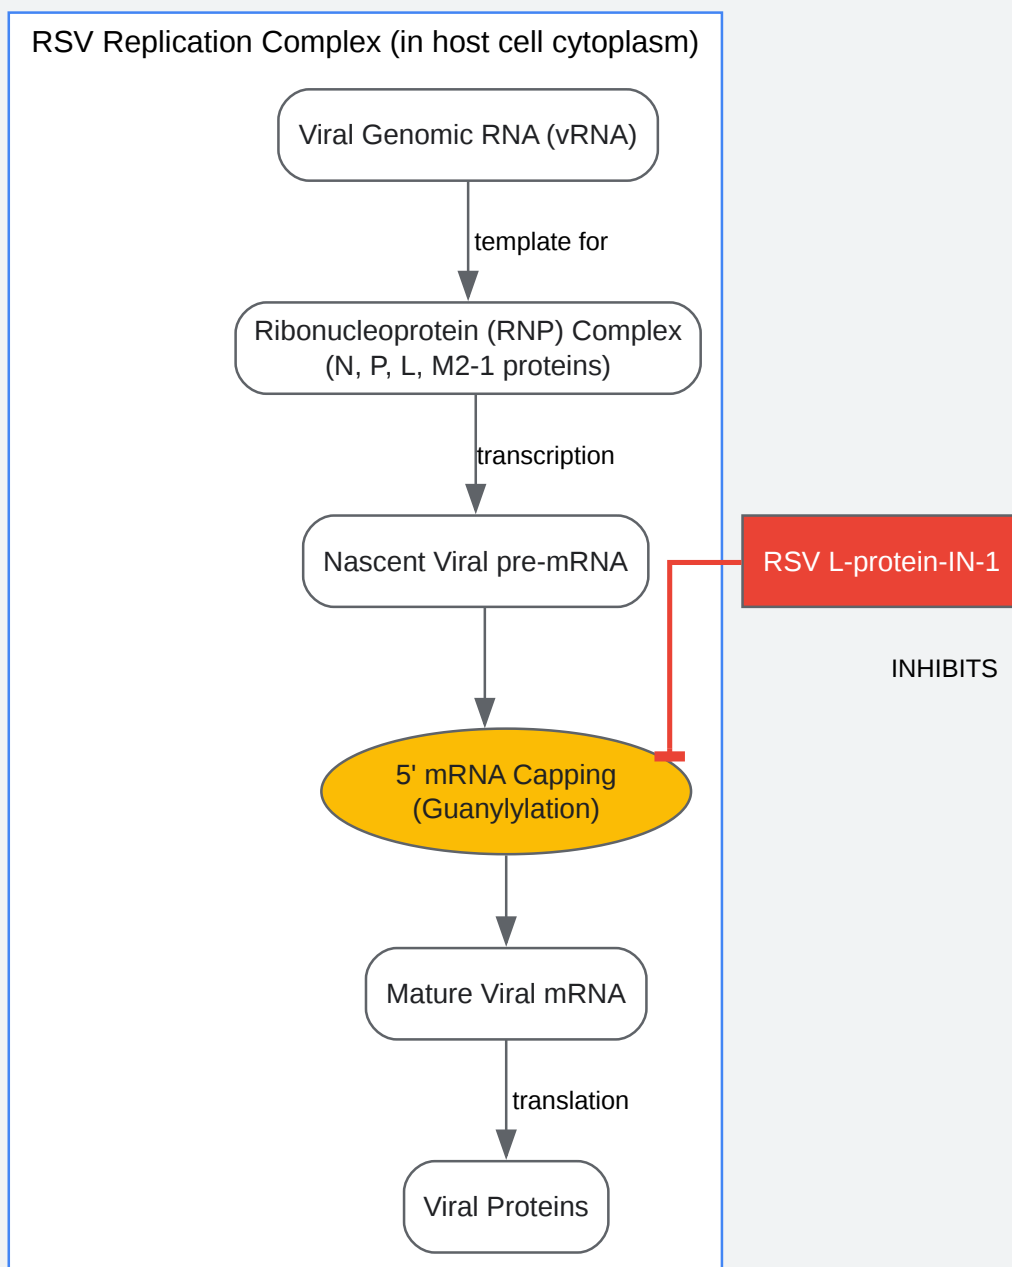 RSV Replication Complex (in host cell cytoplasm)
Viral Genomic RNA (vRNA)
template for
Ribonucleoprotein (RNP) Complex
(N, P, L, M2-1 proteins)
transcription
Nascent Viral pre-mRNA
RSV L-protein-IN-1
INHIBITS
5' mRNA Capping
(Guanylylation)
Mature Viral mRNA
translation
Viral Proteins